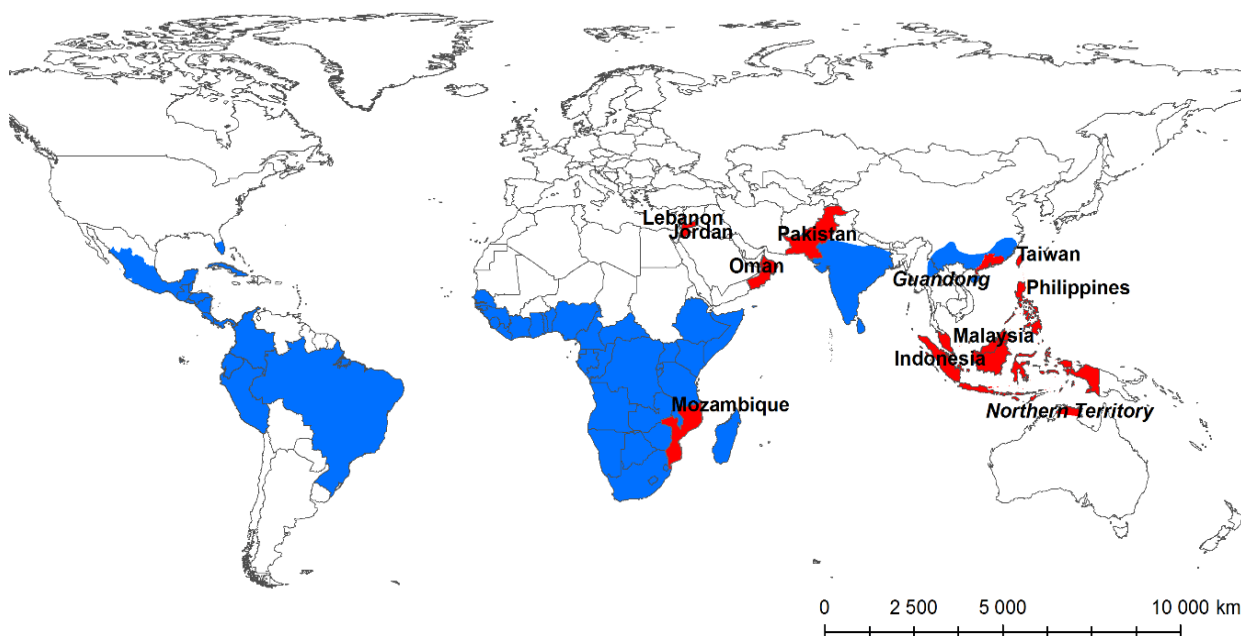 Lebanon
Jordan
Pakistan
Oman
Taiwan
Guandong
Philippines
Malaysia
Indonesia
Mozambique
Northern Territory
0 2 500 5 000 10 000 km